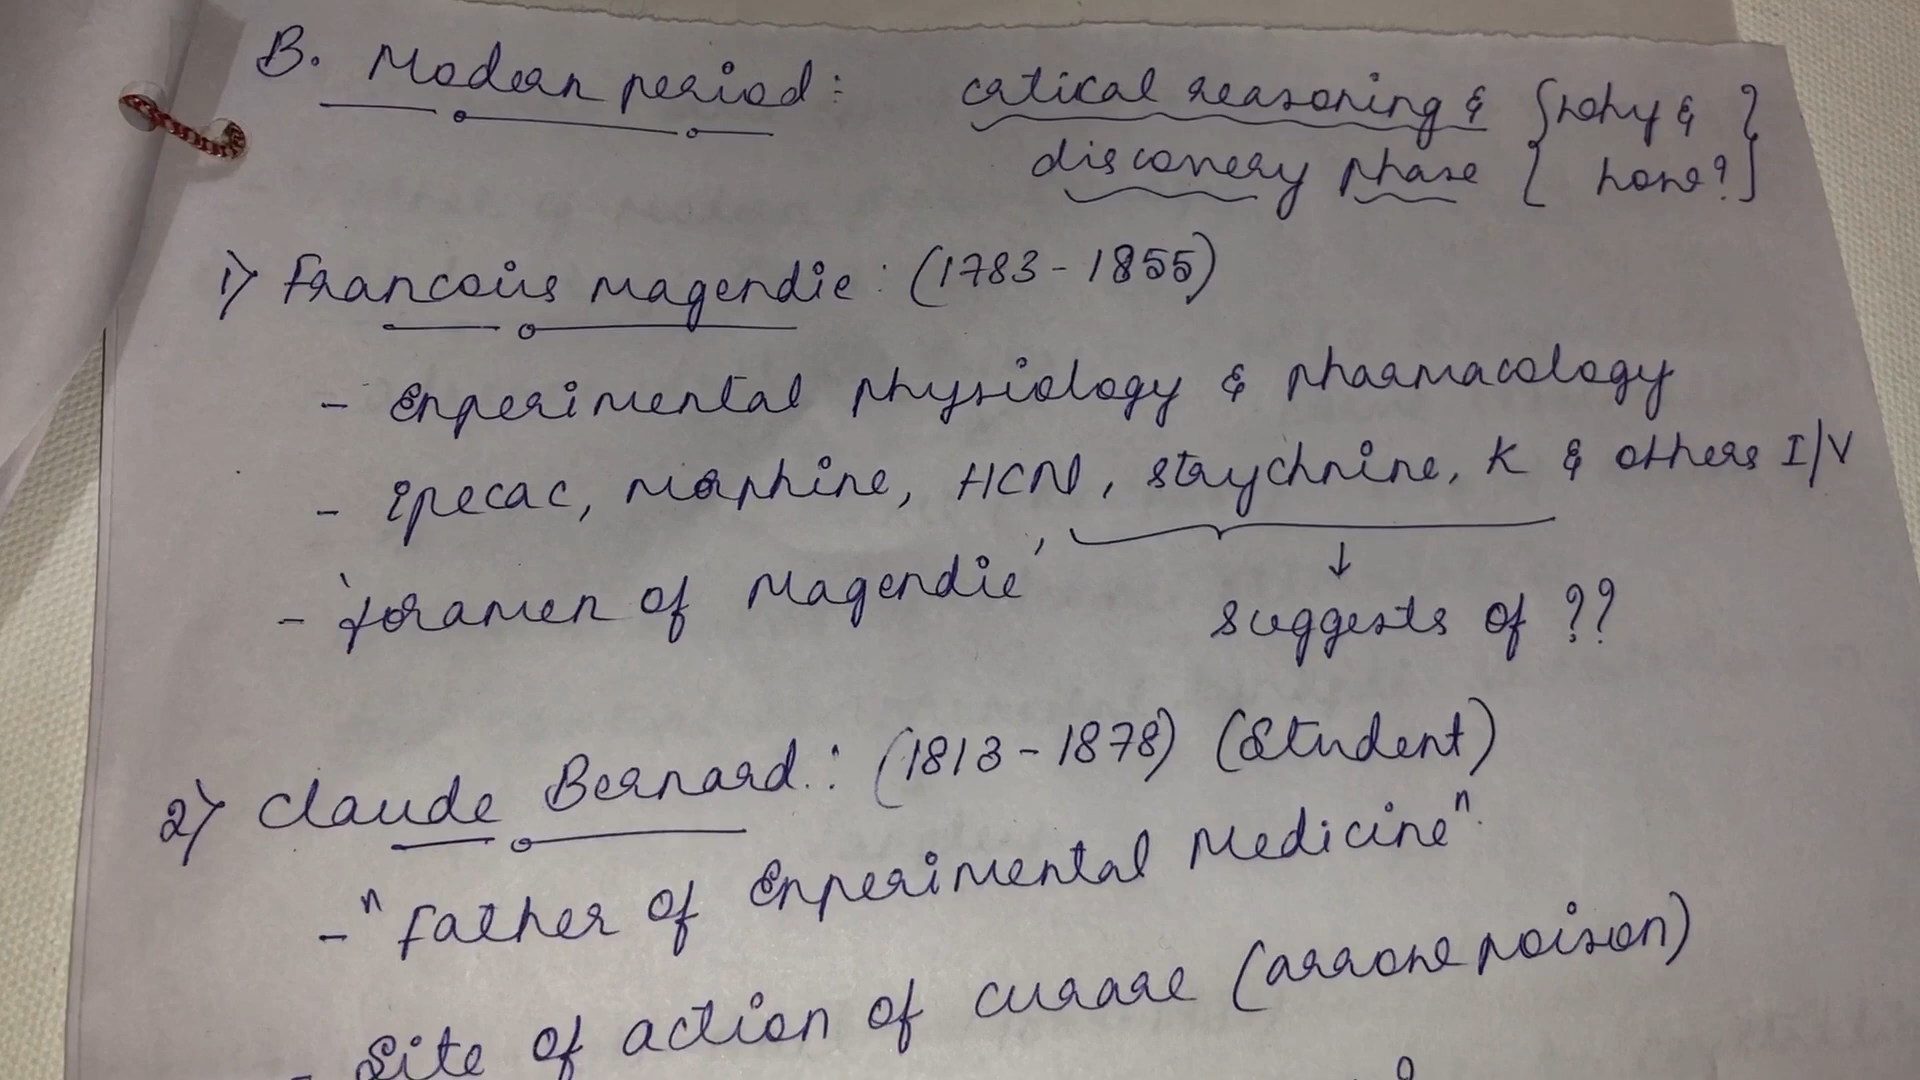 B. Modern period: critical reasoning & {why &
discovery phase { how?}
1) Francouis magendie: (1783-1855)
- Experimental physiology & pharmacology
- ipecac, morphine, HCN, strychnine, K & others I/V
- 'foramen of Magendie'
↓
suggests of ??
2) Claude Bernard: (1813-1878) (Student)
- "Father of Experimental Medicine"
- Site of action of curare (arrow poison)